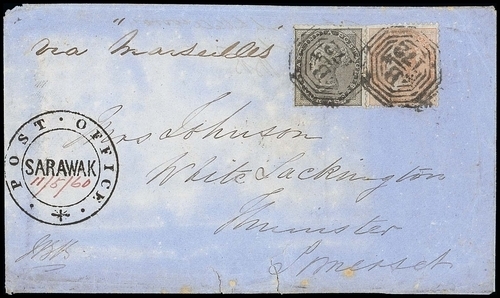 via "Marseilles"
POST · OFFICE
SARAWAK
11/5/60
Mrs Johnson
White Lackington
Ilminster
Somerset